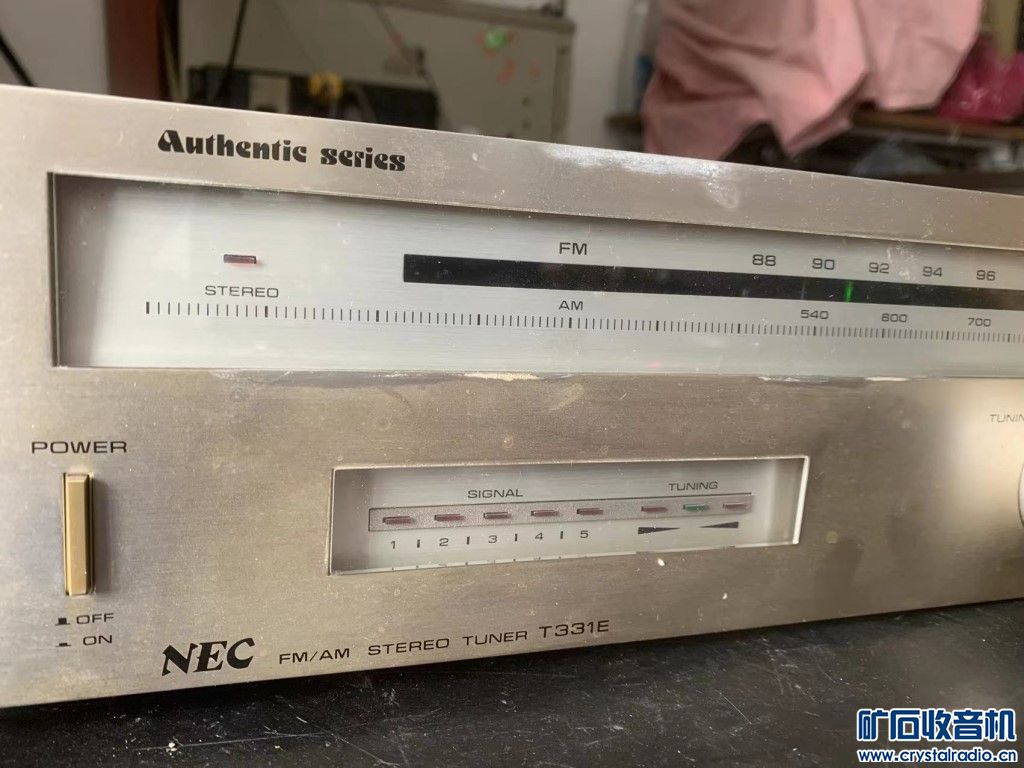 Authentic series
FM 88 90 92 94 96
STEREO
AM 540 600 700
POWER
SIGNAL TUNING
1 2 3 4 5
OFF
ON
NEC FM/AM STEREO TUNER T331E
矿石收音机
www.crystalradio.cn